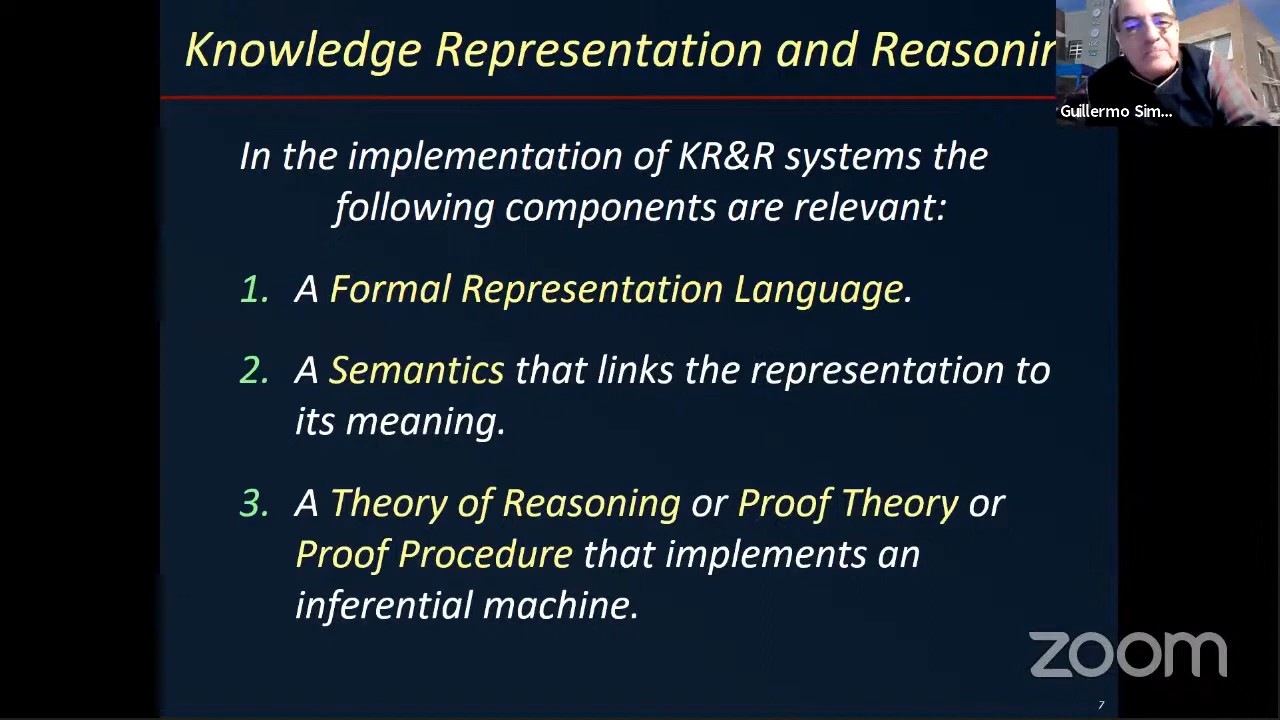 Knowledge Representation and Reasonin
Guillermo Sim...
In the implementation of KR&R systems the
following components are relevant:
1. A Formal Representation Language.
2. A Semantics that links the representation to
its meaning.
3. A Theory of Reasoning or Proof Theory or
Proof Procedure that implements an
inferential machine.
zoom
7